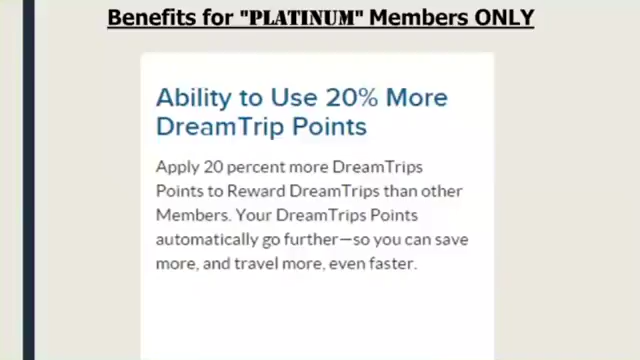 Benefits for "PLATINUM" Members ONLY
Ability to Use 20% More
DreamTrip Points
Apply 20 percent more DreamTrips
Points to Reward DreamTrips than other
Members. Your DreamTrips Points
automatically go further—so you can save
more, and travel more, even faster.